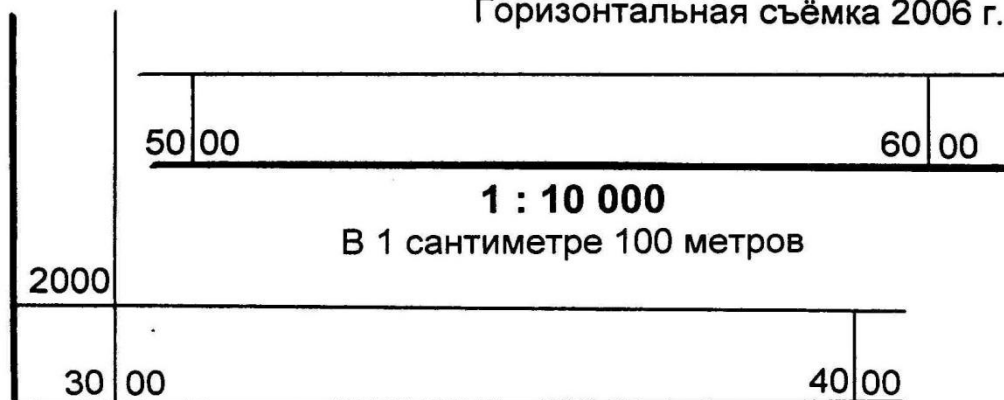 Горизонтальная съёмка 2006 г.
50 00 60 00
1 : 10 000
В 1 сантиметре 100 метров
2000
30 00 40 00